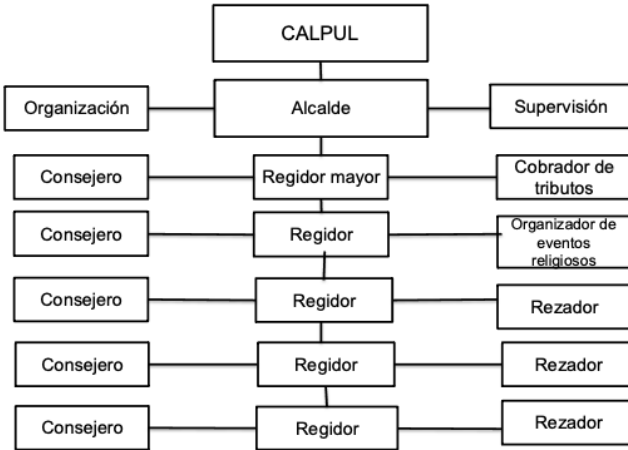 CALPUL
Organización
Alcalde
Supervisión
Consejero
Regidor mayor
Cobrador de
tributos
Consejero
Regidor
Organizador de
eventos
religiosos
Consejero
Regidor
Rezador
Consejero
Regidor
Rezador
Consejero
Regidor
Rezador